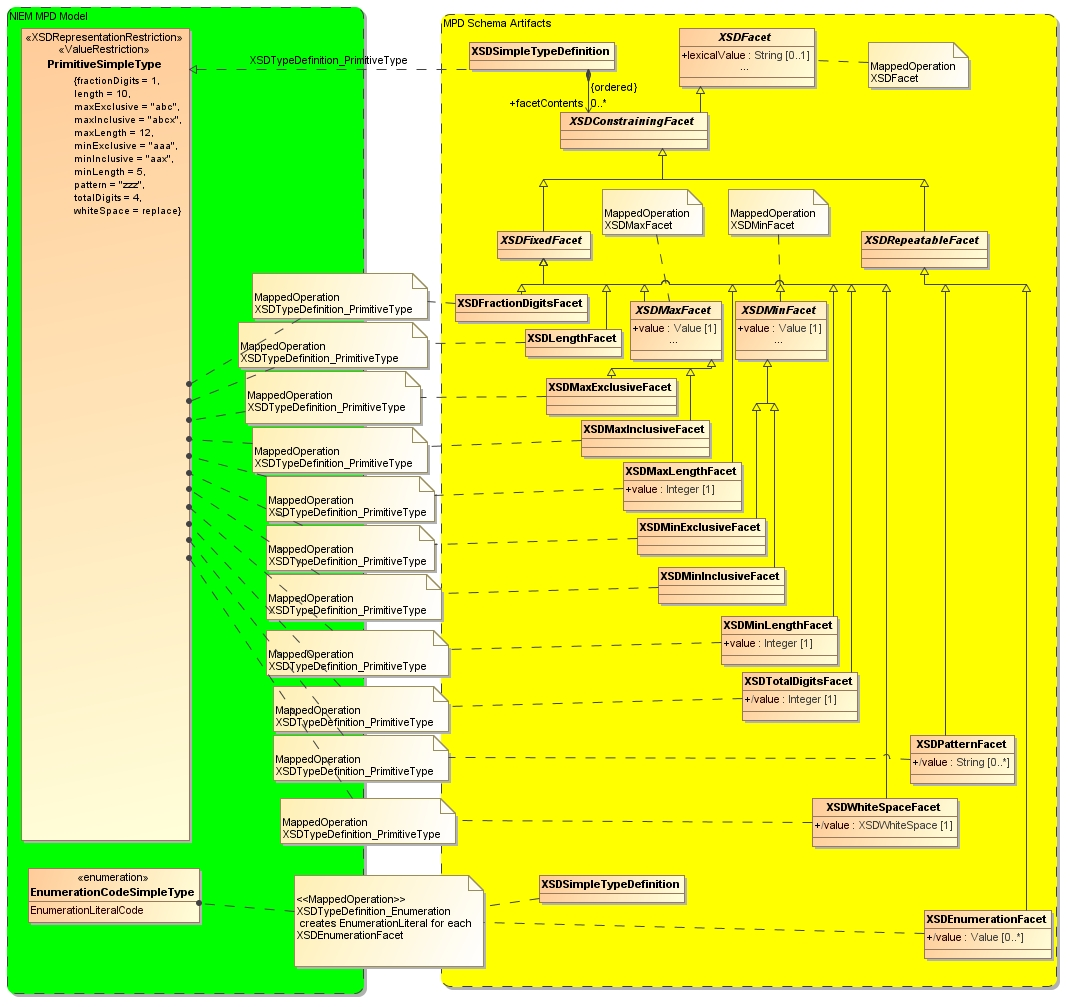 NIEM MPD Model
«XSDRepresentationRestriction»
«ValueRestriction»
PrimitiveSimpleType
{fractionDigits = 1,
length = 10,
maxExclusive = "abc",
maxInclusive = "abcx",
maxLength = 12,
minExclusive = "aaa",
minInclusive = "aax",
minLength = 5,
pattern = "zzz",
totalDigits = 4,
whiteSpace = replace}
XSDTypeDefinition_PrimitiveType
MPD Schema Artifacts
XSDSimpleTypeDefinition
{ordered}
+facetContents 0..*
XSDFacet
+lexicalValue : String [0..1]
...
MappedOperation
XSDFacet
XSDConstrainingFacet
MappedOperation
XSDMaxFacet
MappedOperation
XSDMinFacet
XSDFixedFacet
XSDRepeatableFacet
MappedOperation
XSDTypeDefinition_PrimitiveType
XSDFractionDigitsFacet
XSDMaxFacet
+value : Value [1]
...
XSDMinFacet
+value : Value [1]
...
MappedOperation
XSDTypeDefinition_PrimitiveType
XSDLengthFacet
MappedOperation
XSDTypeDefinition_PrimitiveType
XSDMaxExclusiveFacet
MappedOperation
XSDTypeDefinition_PrimitiveType
XSDMaxInclusiveFacet
MappedOperation
XSDTypeDefinition_PrimitiveType
XSDMaxLengthFacet
+value : Integer [1]
MappedOperation
XSDTypeDefinition_PrimitiveType
XSDMinExclusiveFacet
MappedOperation
XSDTypeDefinition_PrimitiveType
XSDMinInclusiveFacet
MappedOperation
XSDTypeDefinition_PrimitiveType
XSDMinLengthFacet
+value : Integer [1]
MappedOperation
XSDTypeDefinition_PrimitiveType
XSDTotalDigitsFacet
+/value : Integer [1]
MappedOperation
XSDTypeDefinition_PrimitiveType
XSDPatternFacet
+/value : String [0..*]
MappedOperation
XSDTypeDefinition_PrimitiveType
XSDWhiteSpaceFacet
+/value : XSDWhiteSpace [1]
«enumeration»
EnumerationCodeSimpleType
EnumerationLiteralCode
<<MappedOperation>>
XSDTypeDefinition_Enumeration
creates EnumerationLiteral for each
XSDEnumerationFacet
XSDSimpleTypeDefinition
XSDEnumerationFacet
+/value : Value [0..*]